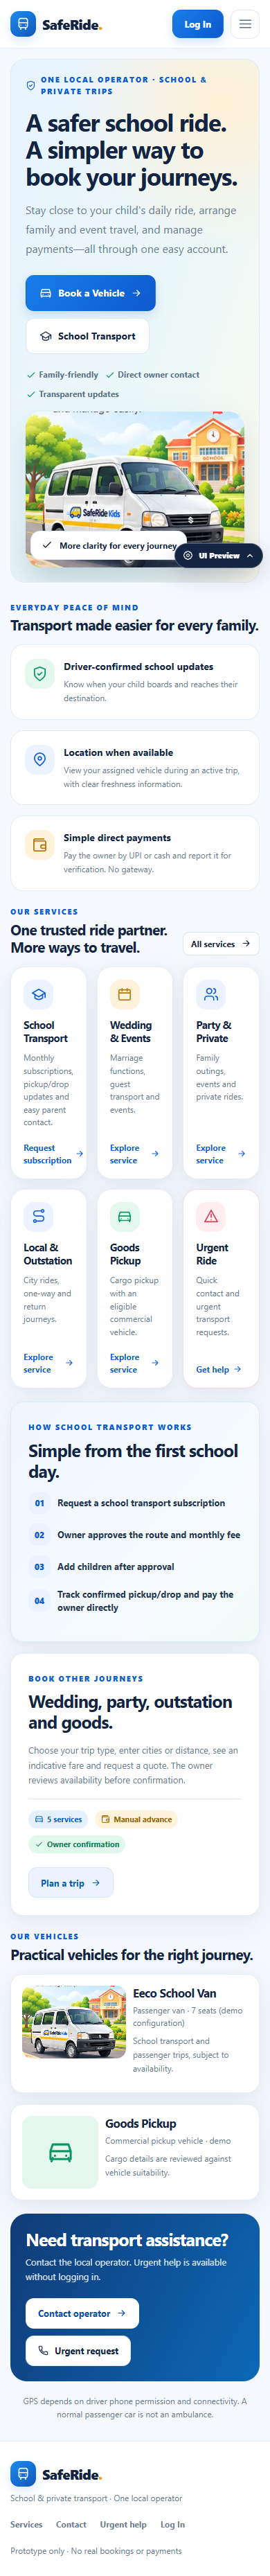 SafeRide.
Log In
ONE LOCAL OPERATOR · SCHOOL &
PRIVATE TRIPS
A safer school ride.
A simpler way to
book your journeys.
Stay close to your child's daily ride, arrange
family and event travel, and manage
payments—all through one easy account.
Book a Vehicle
School Transport
Family-friendly
Direct owner contact
Transparent updates
and manage easily.
SCHOOL
SafeRide Kids
More clarity for every journey
UI Preview
EVERYDAY PEACE OF MIND
Transport made easier for every family.
Driver-confirmed school updates
Know when your child boards and reaches their
destination.
Location when available
View your assigned vehicle during an active trip,
with clear freshness information.
Simple direct payments
Pay the owner by UPI or cash and report it for
verification. No gateway.
OUR SERVICES
One trusted ride partner.
More ways to travel.
All services
School
Transport
Monthly
subscriptions,
pickup/drop
updates and
easy parent
contact.
Request
subscription
Wedding
& Events
Marriage
functions,
guest
transport and
events.
Explore
service
Party &
Private
Family
outings,
events and
private rides.
Explore
service
Local &
Outstation
City rides,
one-way and
return
journeys.
Explore
service
Goods
Pickup
Cargo pickup
with an
eligible
commercial
vehicle.
Explore
service
Urgent
Ride
Quick
contact and
urgent
transport
requests.
Get help
HOW SCHOOL TRANSPORT WORKS
Simple from the first school
day.
01 Request a school transport subscription
02 Owner approves the route and monthly fee
03 Add children after approval
04 Track confirmed pickup/drop and pay the
owner directly
BOOK OTHER JOURNEYS
Wedding, party, outstation
and goods.
Choose your trip type, enter cities or distance, see an
indicative fare and request a quote. The owner
reviews availability before confirmation.
5 services
Manual advance
Owner confirmation
Plan a trip
OUR VEHICLES
Practical vehicles for the right journey.
Eeco School Van
Passenger van · 7 seats (demo
configuration)
School transport and
passenger trips, subject to
availability.
Goods Pickup
Commercial pickup vehicle · demo
Cargo details are reviewed against
vehicle suitability.
Need transport assistance?
Contact the local operator. Urgent help is available
without logging in.
Contact operator
Urgent request
GPS depends on driver phone permission and connectivity. A
normal passenger car is not an ambulance.
SafeRide.
School & private transport · One local operator
Services
Contact
Urgent help
Log In
Prototype only · No real bookings or payments